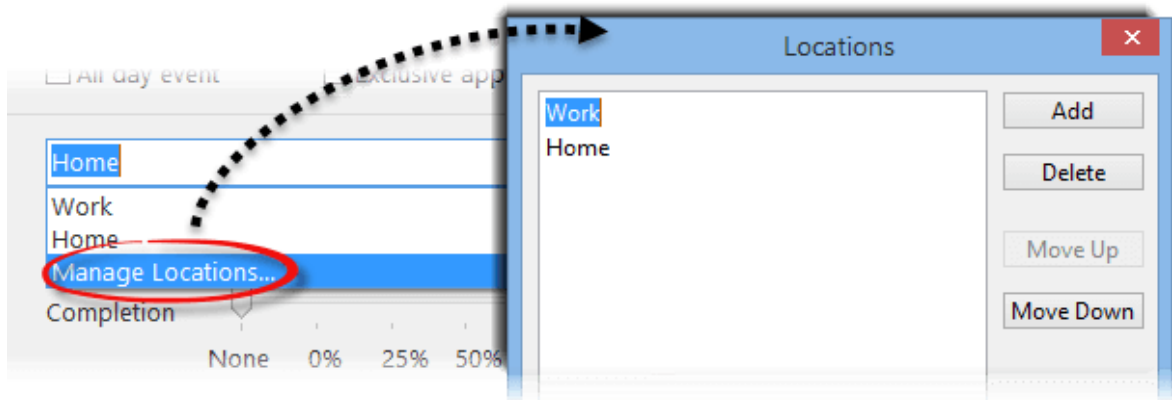 All day event
Exclusive app
Home
Work
Home
Manage Locations...
Completion
None 0% 25% 50%
Locations
Work
Home
Add
Delete
Move Up
Move Down